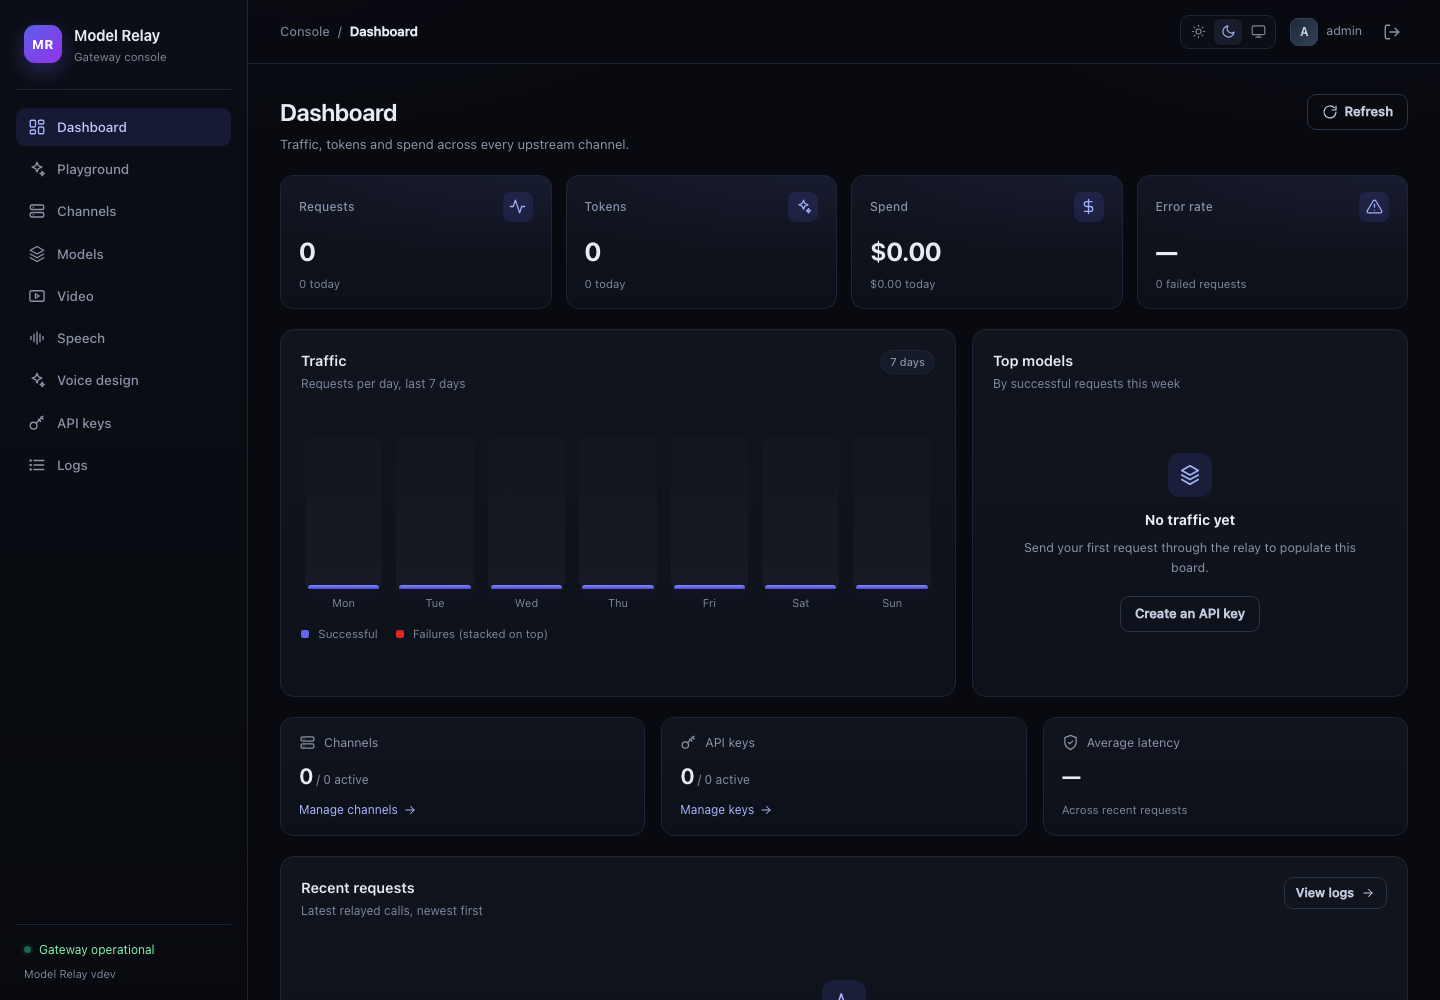 MR
Model Relay
Gateway console
Dashboard
Playground
Channels
Models
Video
Speech
Voice design
API keys
Logs
Gateway operational
Model Relay vdev
Console / Dashboard
A
admin
Dashboard
Traffic, tokens and spend across every upstream channel.
Refresh
Requests
0
0 today
Tokens
0
0 today
Spend
$0.00
$0.00 today
Error rate
—
0 failed requests
Traffic
Requests per day, last 7 days
7 days
Mon Tue Wed Thu Fri Sat Sun
Successful
Failures (stacked on top)
Top models
By successful requests this week
No traffic yet
Send your first request through the relay to populate this
board.
Create an API key
Channels
0 / 0 active
Manage channels →
API keys
0 / 0 active
Manage keys →
Average latency
—
Across recent requests
Recent requests
Latest relayed calls, newest first
View logs →